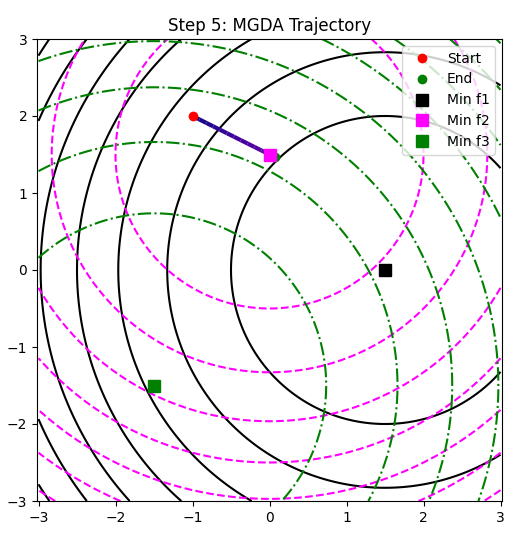 Step 5: MGDA Trajectory
Start
End
Min f1
Min f2
Min f3
3
2
1
0
−1
−2
−3
−3 −2 −1 0 1 2 3